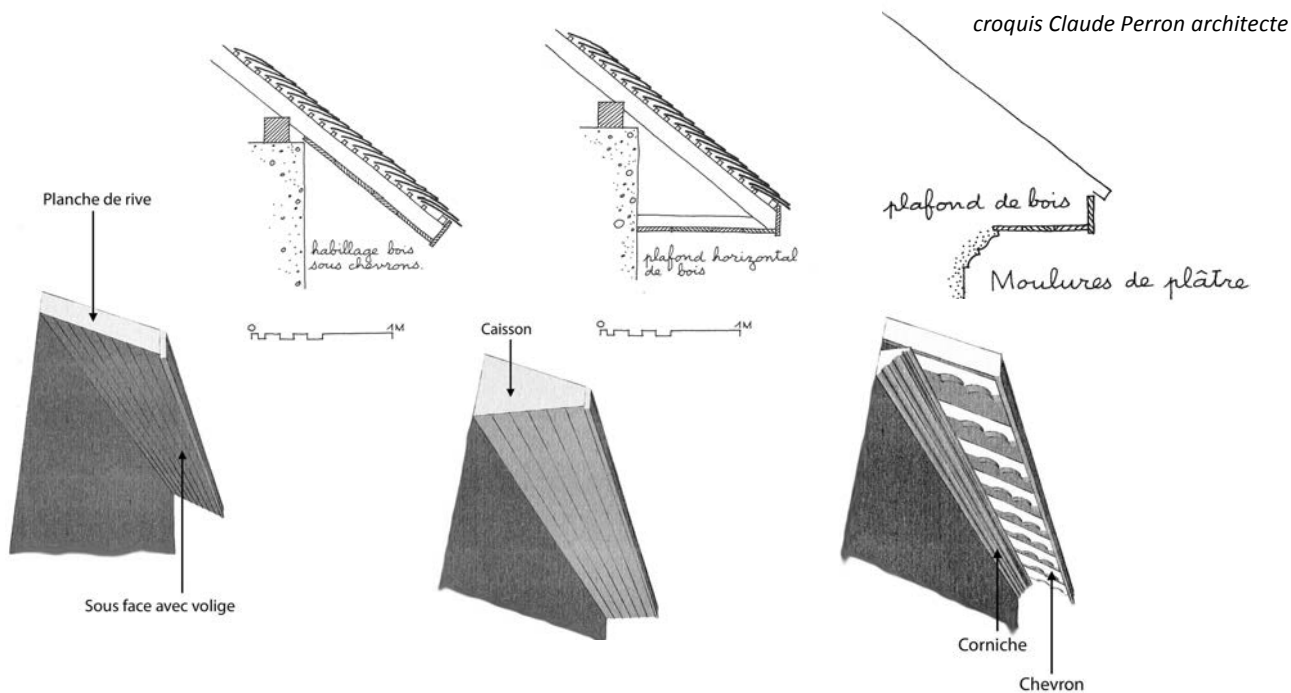 croquis Claude Perron architecte
habillage bois
sous chevrons.
plafond horizontal
de bois
plafond de bois
Moulures de plâtre
Planche de rive
0 1M
0 1M
Caisson
Sous face avec volige
Corniche
Chevron